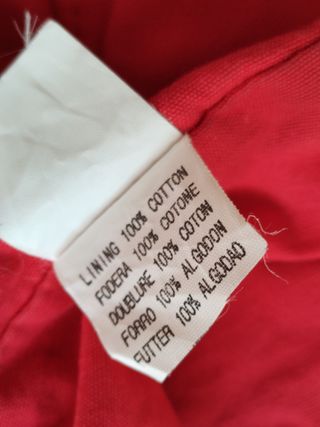 LINING 100% COTTON
FODERA 100% COTONE
DOUBLURE 100% COTON
FORRO 100% ALGODON
FUTTER 100% ALGODAO